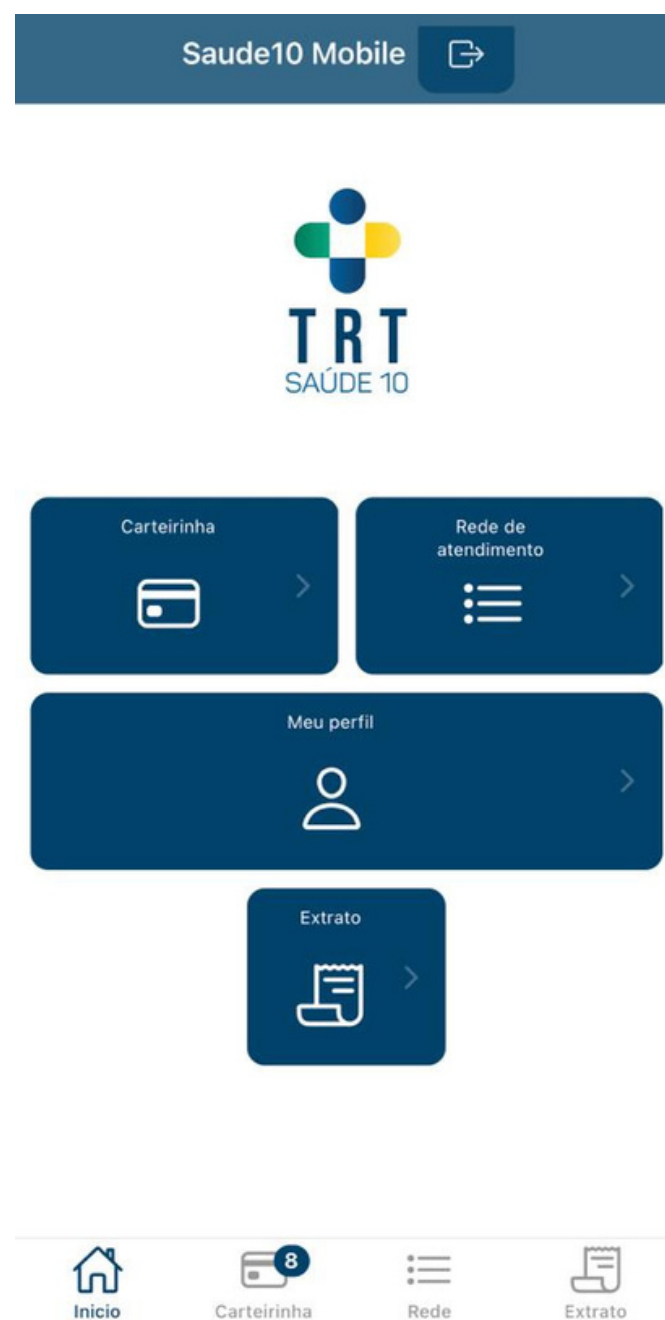 Saude10 Mobile
TRT
SAÚDE 10
Carteirinha
Rede de
atendimento
Meu perfil
Extrato
8
Inicio
Carteirinha
Rede
Extrato